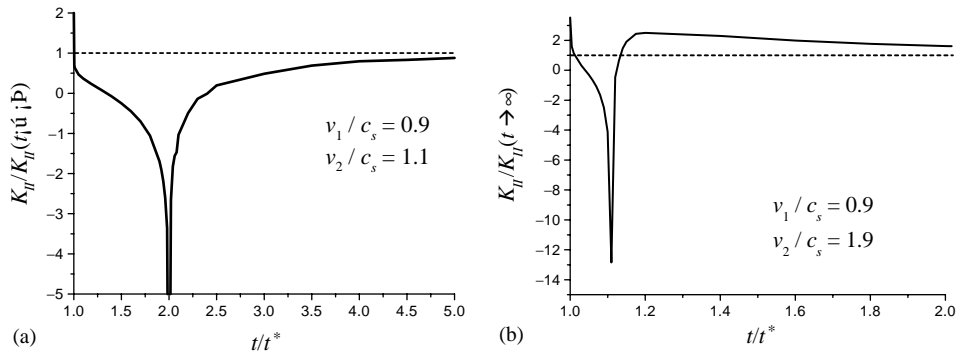 2
1
0
−1
−2
−3
−4
−5
1.0 1.5 2.0 2.5 3.0 3.5 4.0 4.5 5.0
K_II/K_II(t¡ú ¡Þ)
t/t*
v_1 / c_s = 0.9
v_2 / c_s = 1.1
(a)
2
0
−2
−4
−6
−8
−10
−12
−14
1.0 1.2 1.4 1.6 1.8 2.0
K_II/K_II(t → ∞)
t/t*
v_1 / c_s = 0.9
v_2 / c_s = 1.9
(b)